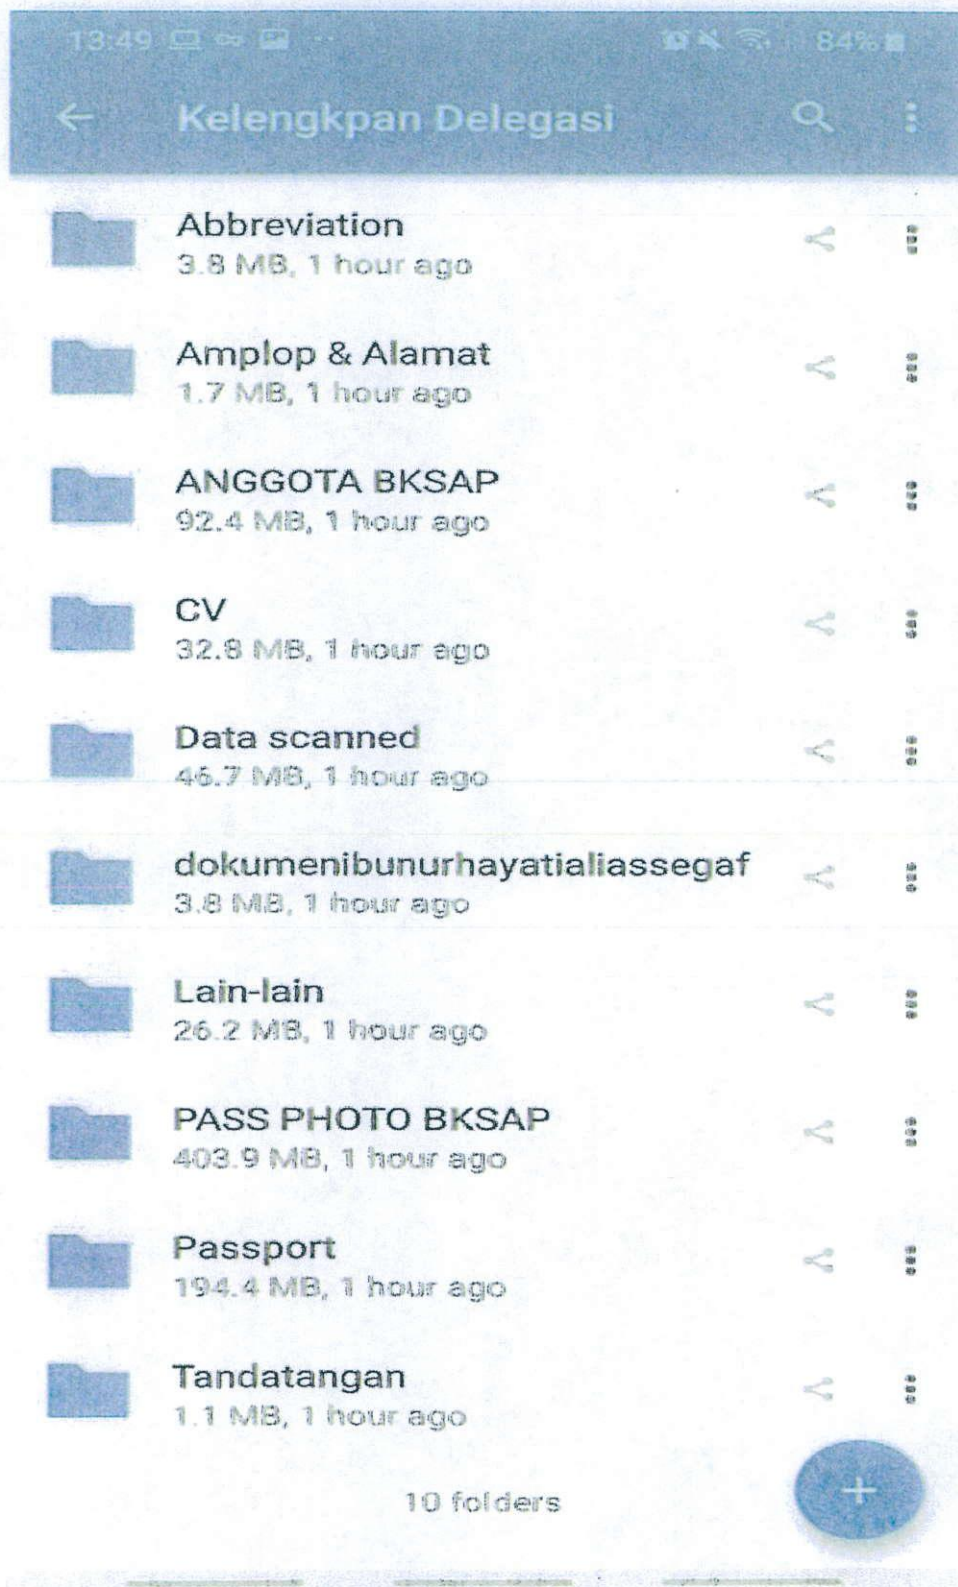 13:49 84%
Kelengkpan Delegasi
Abbreviation
3.8 MB, 1 hour ago
Amplop & Alamat
1.7 MB, 1 hour ago
ANGGOTA BKSAP
92.4 MB, 1 hour ago
CV
32.8 MB, 1 hour ago
Data scanned
46.7 MB, 1 hour ago
dokumenibunurhayatialiassegaf
3.8 MB, 1 hour ago
Lain-lain
26.2 MB, 1 hour ago
PASS PHOTO BKSAP
403.9 MB, 1 hour ago
Passport
194.4 MB, 1 hour ago
Tandatangan
1.1 MB, 1 hour ago
10 folders